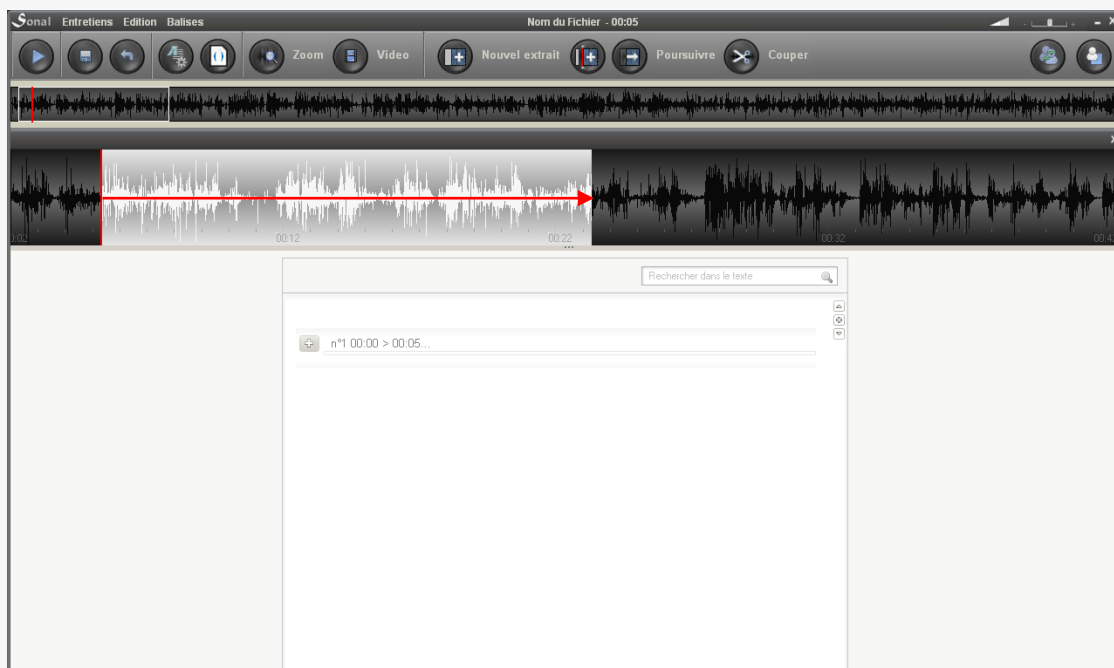 Sonal Entretiens Edition Balises Nom du Fichier - 00:05
Zoom Video Nouvel extrait Poursuivre Couper
00:12 00:22 00:32
Rechercher dans le texte
n°1 00:00 > 00:05...